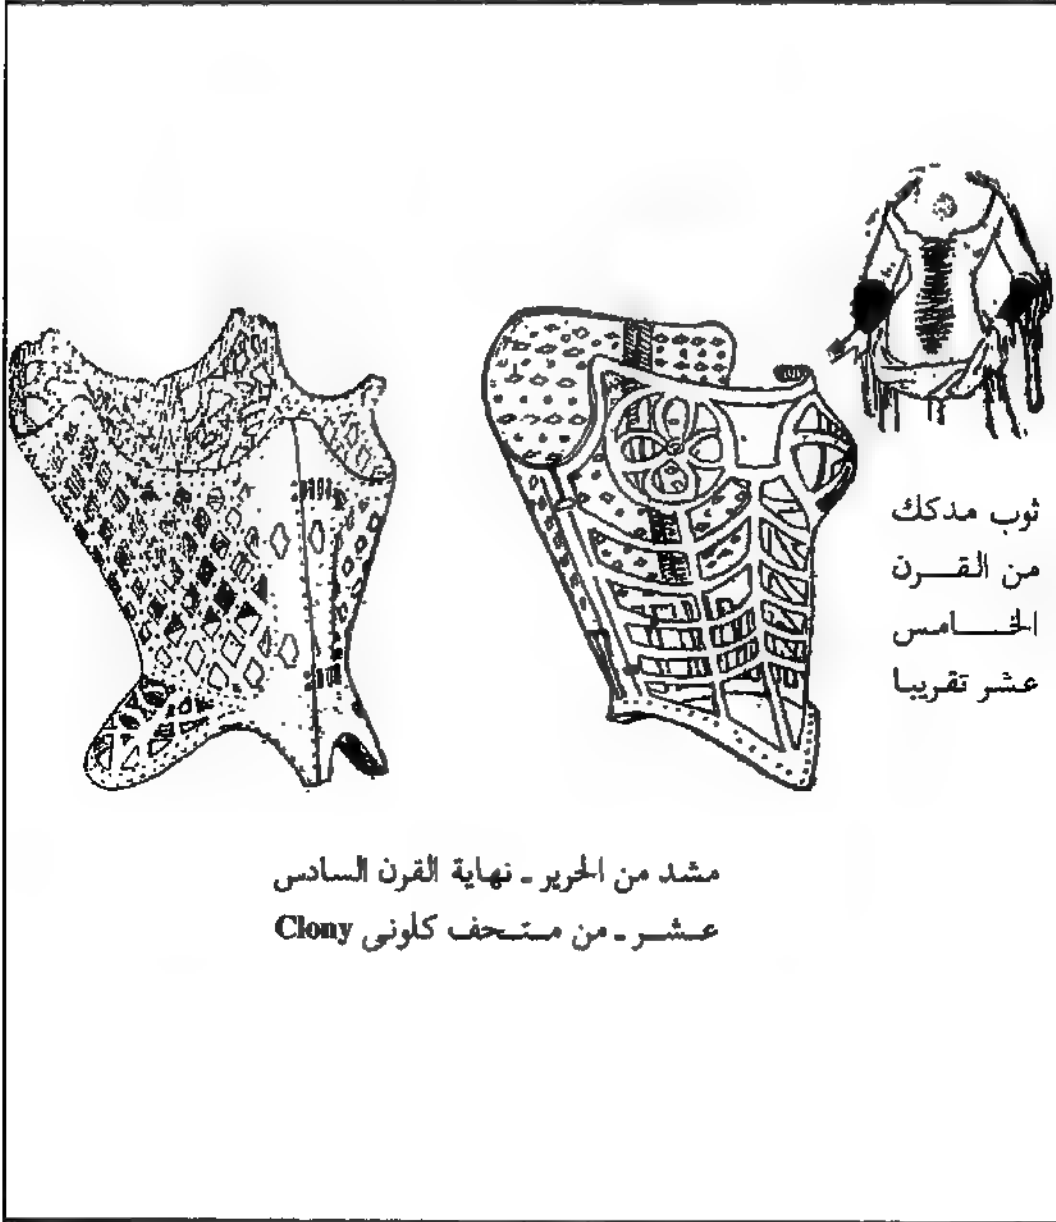 ثوب مدكك
من القرن
الخامس
عشر تقريبا
مشد من الحرير - نهاية القرن السادس
عشر - من متحف كلونى Clony